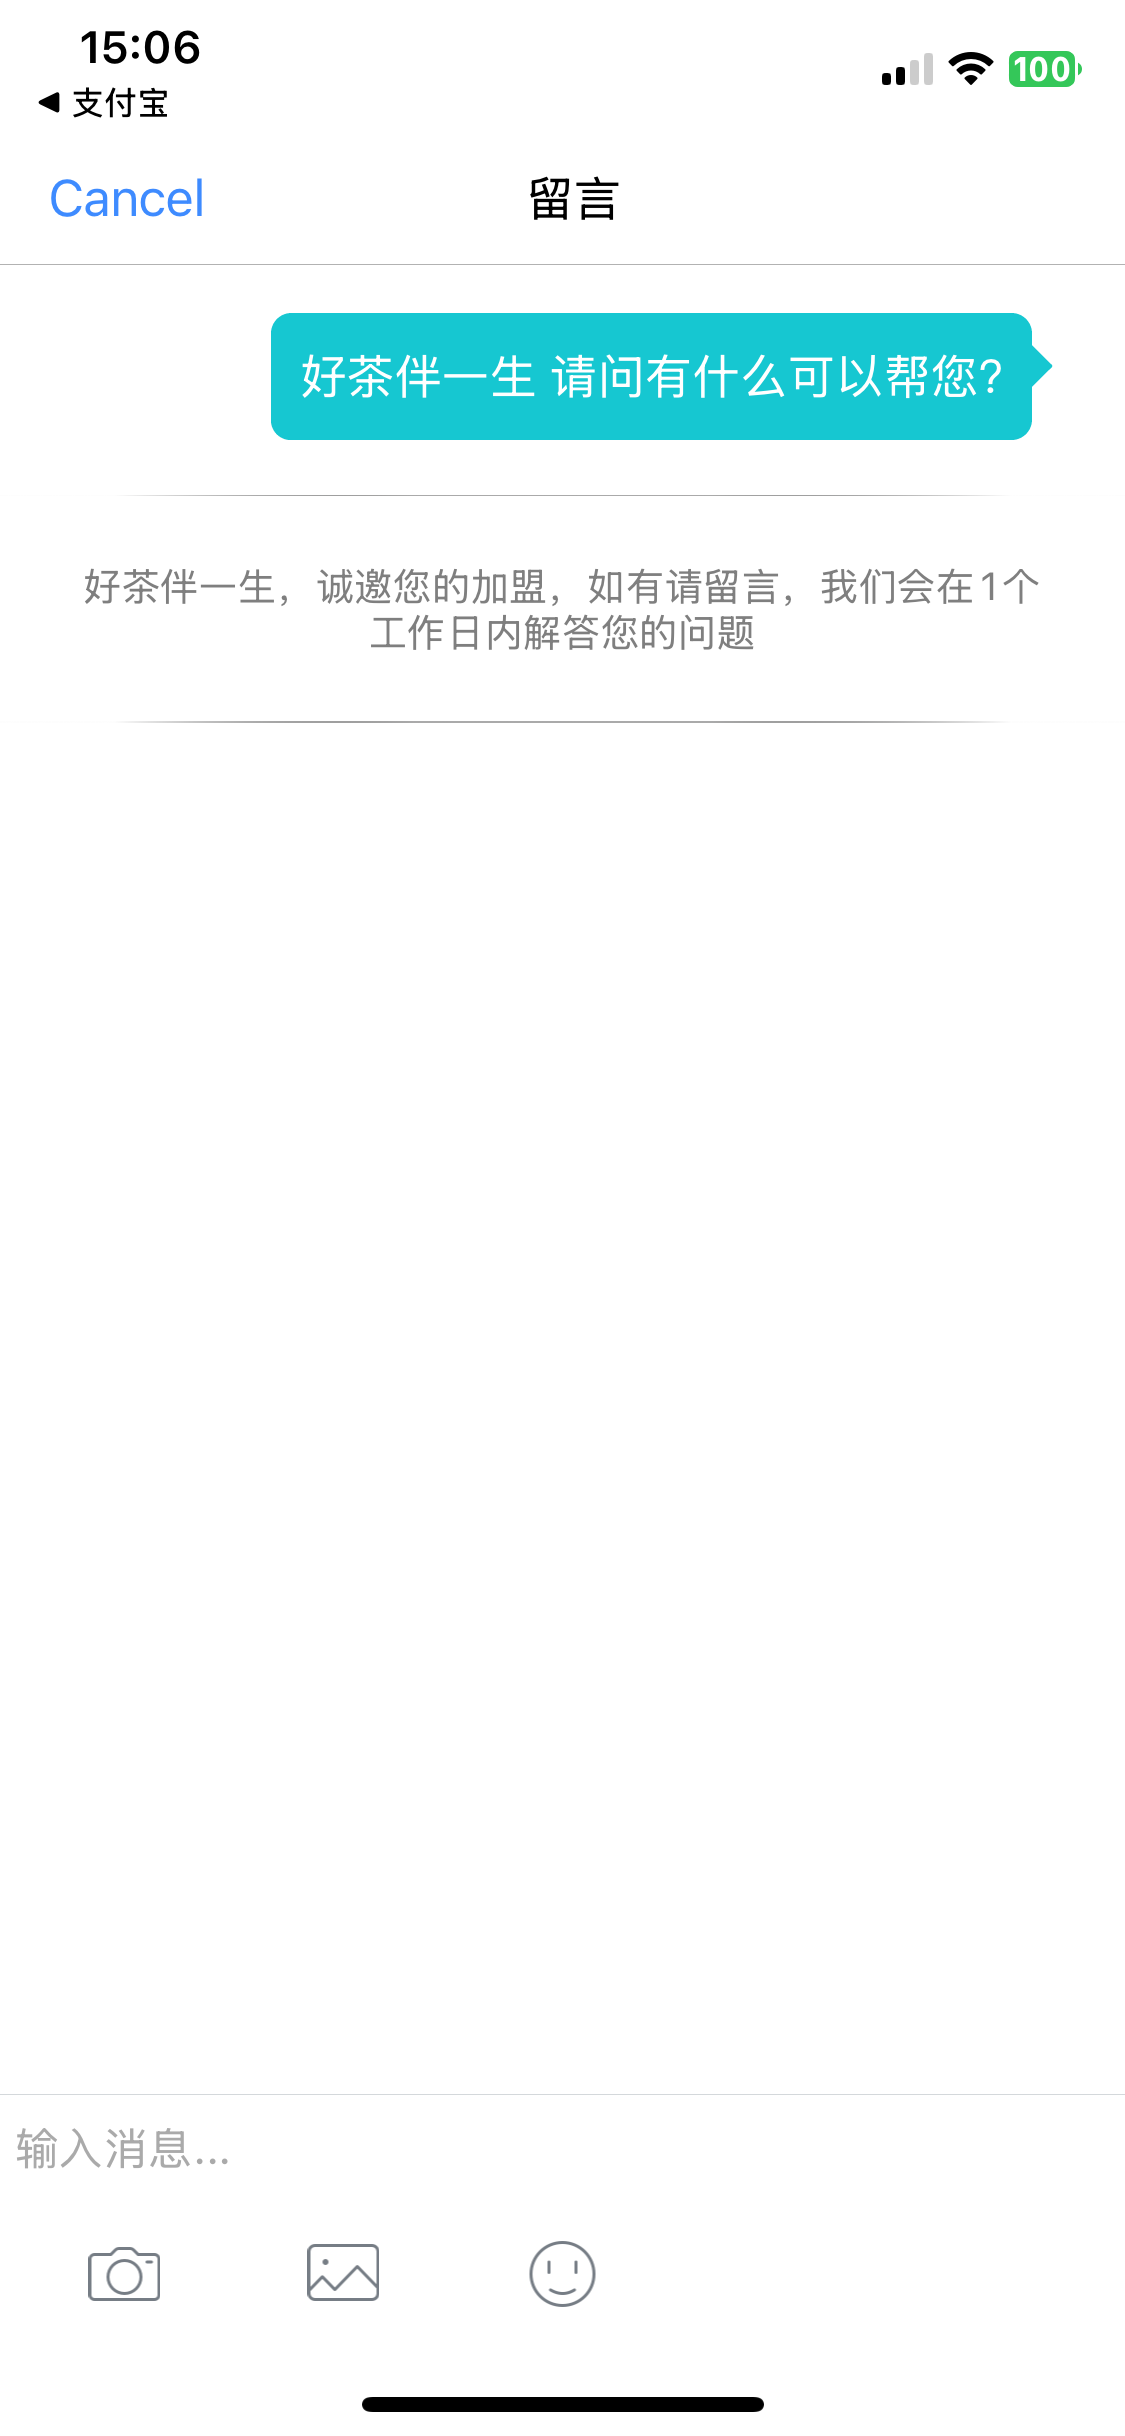 15:06
100
支付宝
Cancel
留言
好茶伴一生 请问有什么可以帮您?
好茶伴一生，诚邀您的加盟，如有请留言，我们会在1个
工作日内解答您的问题
输入消息...